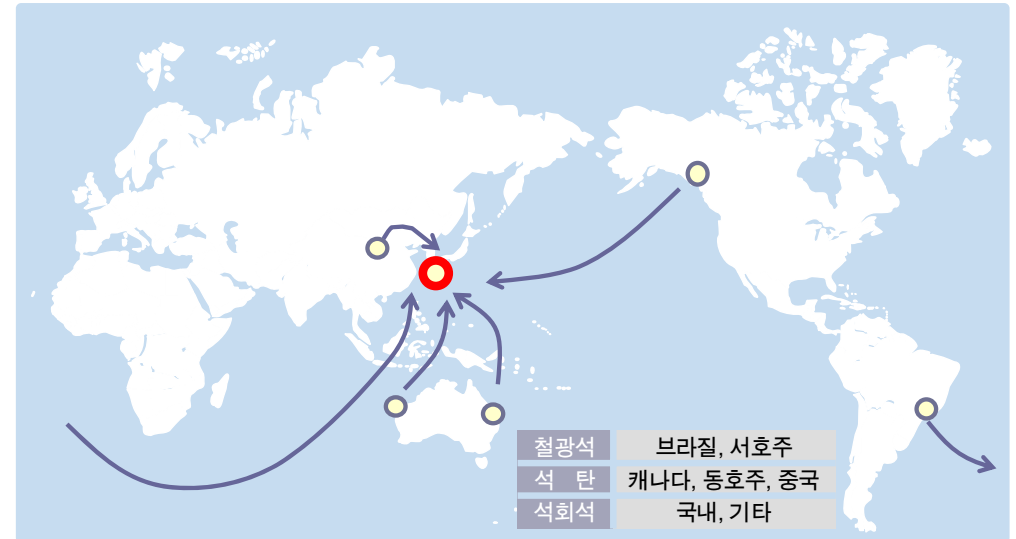 철광석 브라질, 서호주
석 탄 캐나다, 동호주, 중국
석회석 국내, 기타